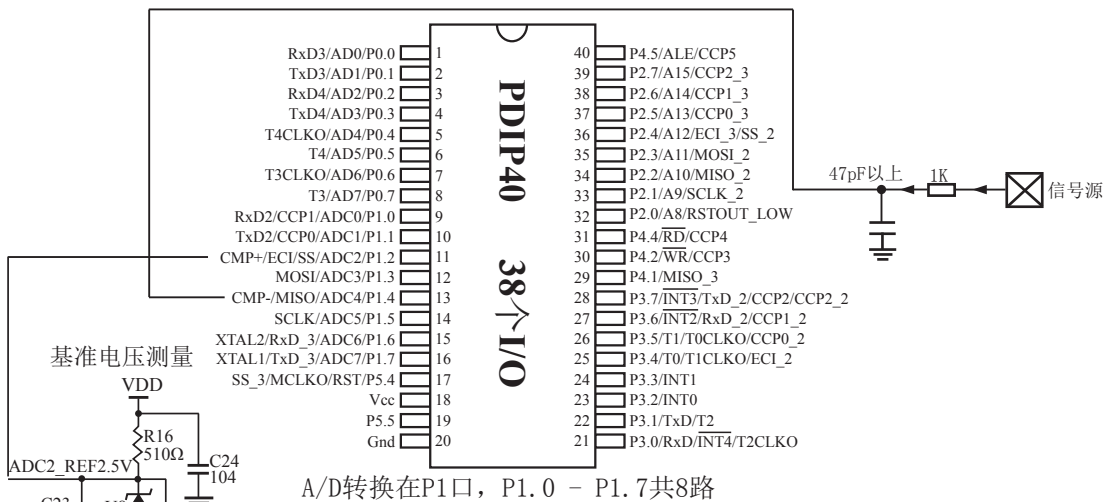 RxD3/AD0/P0.0 1
TxD3/AD1/P0.1 2
RxD4/AD2/P0.2 3
TxD4/AD3/P0.3 4
T4CLKO/AD4/P0.4 5
T4/AD5/P0.5 6
T3CLKO/AD6/P0.6 7
T3/AD7/P0.7 8
RxD2/CCP1/ADC0/P1.0 9
TxD2/CCP0/ADC1/P1.1 10
CMP+/ECI/SS/ADC2/P1.2 11
MOSI/ADC3/P1.3 12
CMP-/MISO/ADC4/P1.4 13
SCLK/ADC5/P1.5 14
XTAL2/RxD_3/ADC6/P1.6 15
XTAL1/TxD_3/ADC7/P1.7 16
SS_3/MCLKO/RST/P5.4 17
Vcc 18
P5.5 19
Gnd 20
PDIP40 38个I/O
40 P4.5/ALE/CCP5
39 P2.7/A15/CCP2_3
38 P2.6/A14/CCP1_3
37 P2.5/A13/CCP0_3
36 P2.4/A12/ECI_3/SS_2
35 P2.3/A11/MOSI_2
34 P2.2/A10/MISO_2
33 P2.1/A9/SCLK_2
32 P2.0/A8/RSTOUT_LOW
31 P4.4/RD/CCP4
30 P4.2/WR/CCP3
29 P4.1/MISO_3
28 P3.7/INT3/TxD_2/CCP2/CCP2_2
27 P3.6/INT2/RxD_2/CCP1_2
26 P3.5/T1/T0CLKO/CCP0_2
25 P3.4/T0/T1CLKO/ECI_2
24 P3.3/INT1
23 P3.2/INT0
22 P3.1/TxD/T2
21 P3.0/RxD/INT4/T2CLKO
47pF以上 1K 信号源
基准电压测量
VDD
R16
510Ω
C24
104
ADC2_REF2.5V
A/D转换在P1口，P1.0 - P1.7共8路